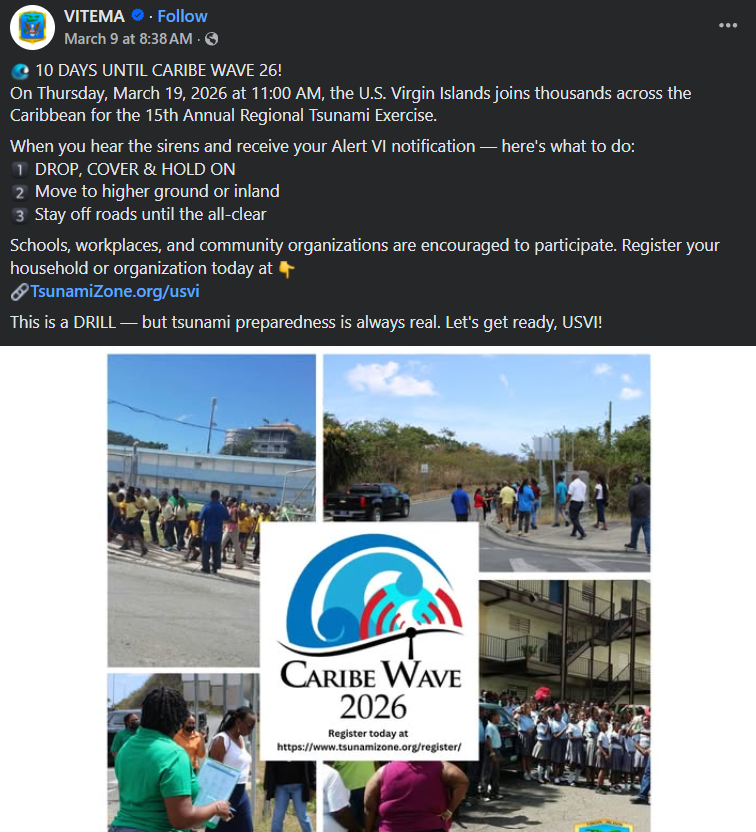 VITEMA · Follow
March 9 at 8:38 AM ·
🌊 10 DAYS UNTIL CARIBE WAVE 26!
On Thursday, March 19, 2026 at 11:00 AM, the U.S. Virgin Islands joins thousands across the
Caribbean for the 15th Annual Regional Tsunami Exercise.
When you hear the sirens and receive your Alert VI notification — here's what to do:
1 DROP, COVER & HOLD ON
2 Move to higher ground or inland
3 Stay off roads until the all-clear
Schools, workplaces, and community organizations are encouraged to participate. Register your
household or organization today at 👇
🔗TsunamiZone.org/usvi
This is a DRILL — but tsunami preparedness is always real. Let's get ready, USVI!
CARIBE WAVE
2026
Register today at
https://www.tsunamizone.org/register/